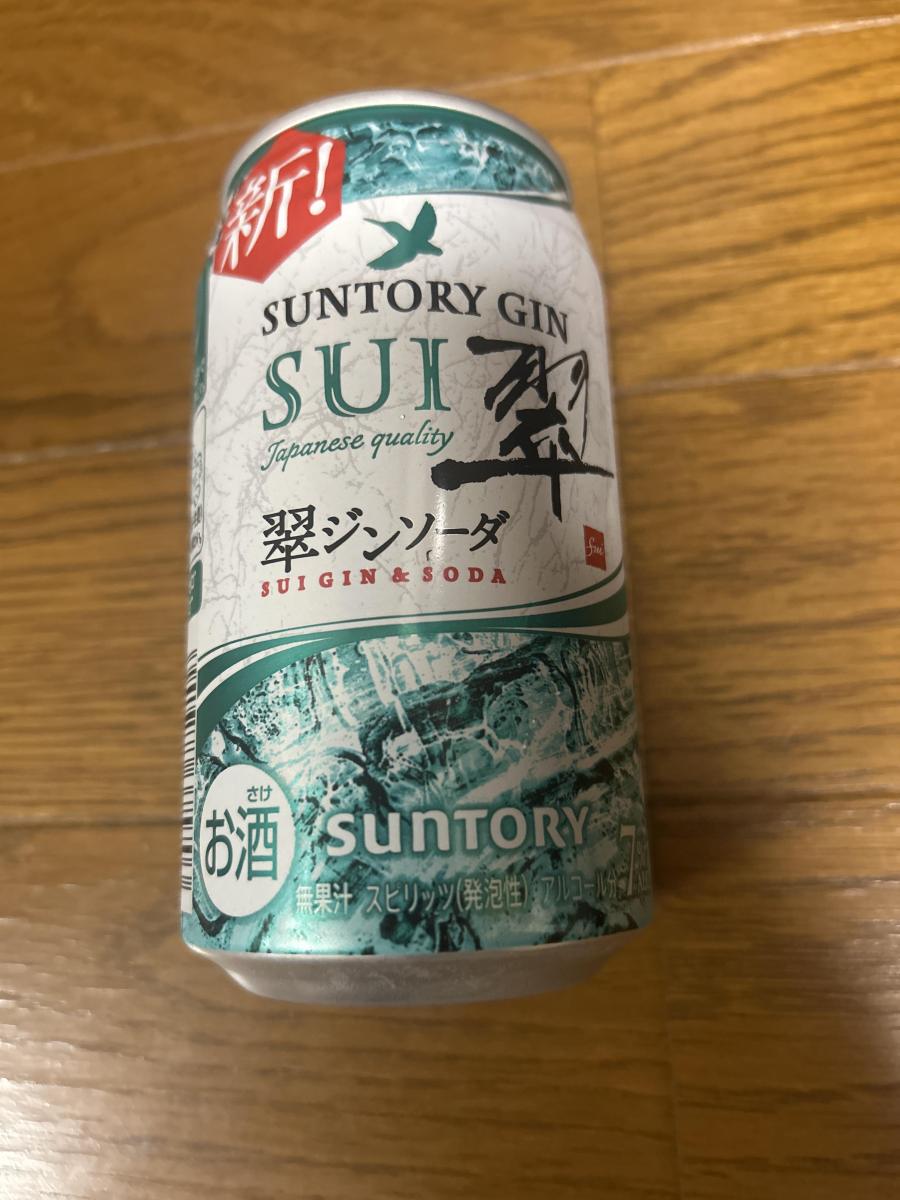 新!
SUNTORY GIN
SUI 翠
Japanese quality
翠ジンソーダ
SUI GIN & SODA
sui
さけ
お酒
SUNTORY
無果汁 スピリッツ(発泡性) アルコール分 7